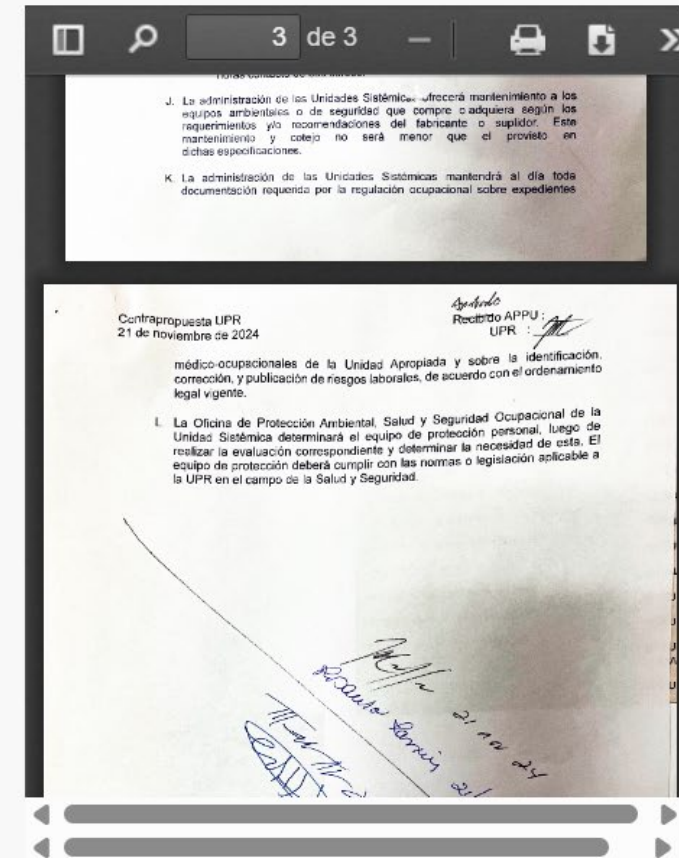 3 de 3
J. La administración de las Unidades Sistémicas ofrecerá mantenimiento a los
equipos ambientales o de seguridad que compre o adquiera según los
requerimientos y/o recomendaciones del fabricante o suplidor. Este
mantenimiento y cotejo no será menor que el provisto en
dichas especificaciones.
K. La administración de las Unidades Sistémicas mantendrá al día toda
documentación requerida por la regulación ocupacional sobre expedientes
Contrapropuesta UPR
21 de noviembre de 2024
Recibido APPU :
UPR :
médico-ocupacionales de la Unidad Apropiada y sobre la identificación,
corrección, y publicación de riesgos laborales, de acuerdo con el ordenamiento
legal vigente.
L. La Oficina de Protección Ambiental, Salud y Seguridad Ocupacional de la
Unidad Sistémica determinará el equipo de protección personal, luego de
realizar la evaluación correspondiente y determinar la necesidad de esta. El
equipo de protección deberá cumplir con las normas o legislación aplicable a
la UPR en el campo de la Salud y Seguridad.
21 nov 24